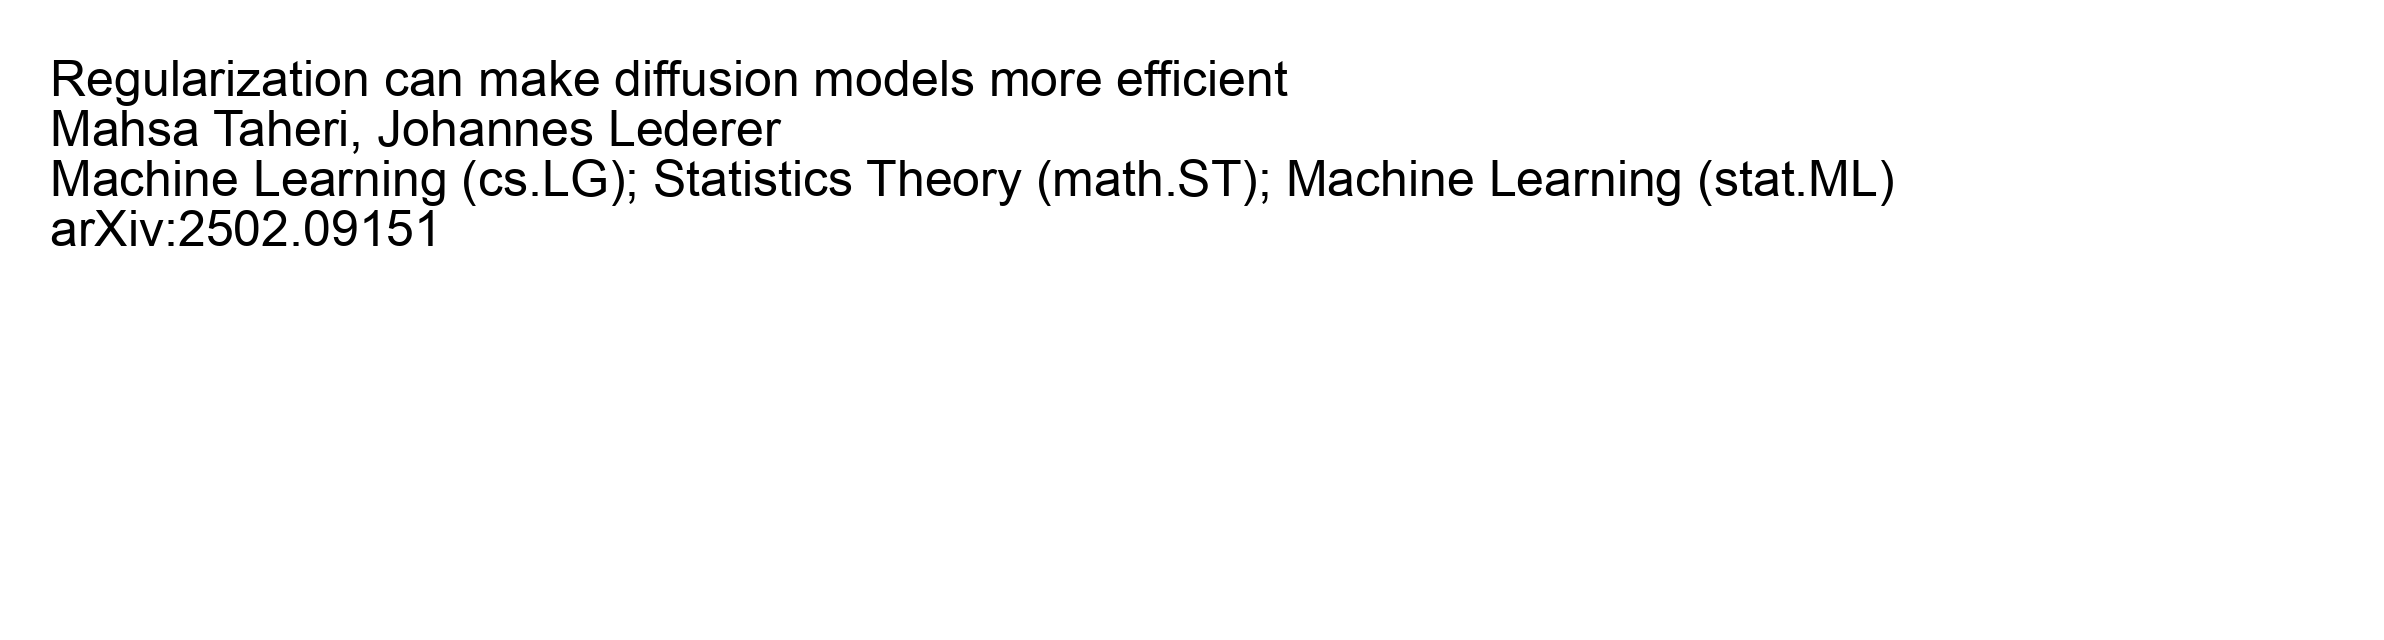 Regularization can make diffusion models more efficient
Mahsa Taheri, Johannes Lederer
Machine Learning (cs.LG); Statistics Theory (math.ST); Machine Learning (stat.ML)
arXiv:2502.09151